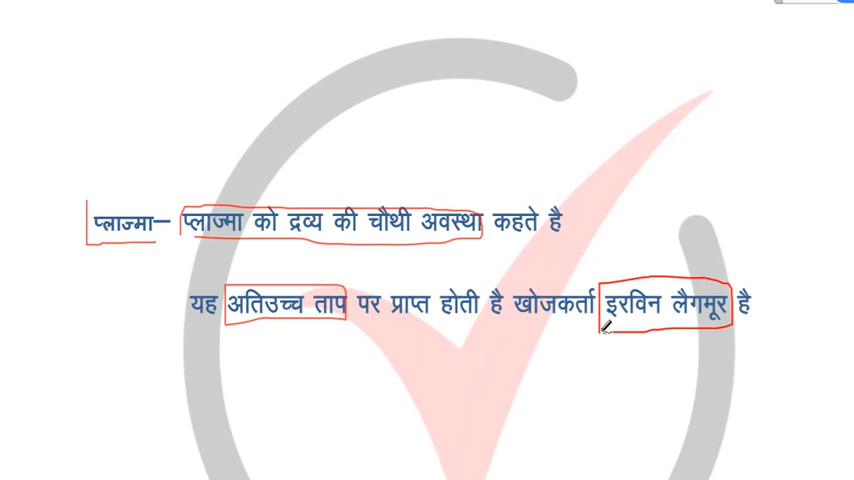 प्लाज्मा– प्लाज्मा को द्रव्य की चौथी अवस्था कहते है
यह अतिउच्च ताप पर प्राप्त होती है खोजकर्ता इरविन लैगमूर है